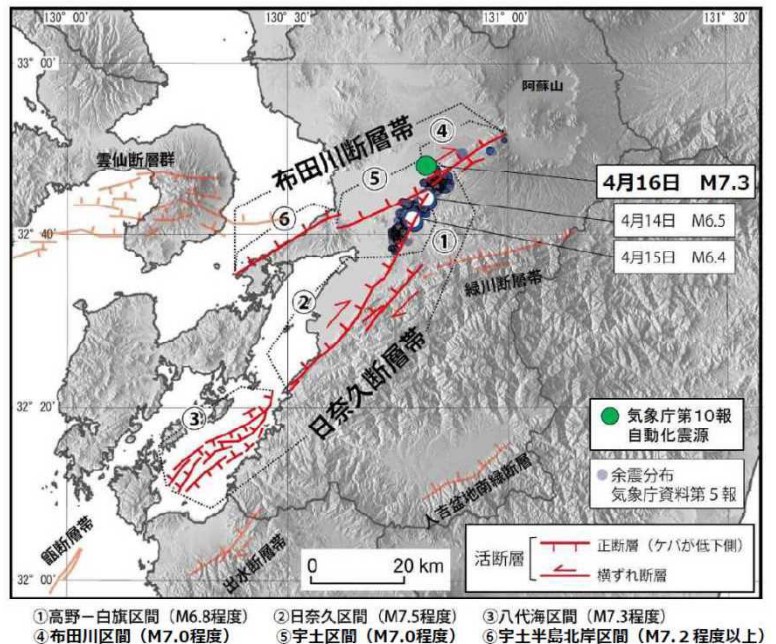 130° 00'
130° 30'
131° 00'
131° 30'
33° 00'
阿蘇山
布田川断層帯
④
雲仙断層群
⑤
4月16日 M7.3
⑥
4月14日 M6.5
32° 40'
①
4月15日 M6.4
緑川断層帯
②
日奈久断層帯
32° 20'
③
気象庁第10報
自動化震源
余震分布
気象庁資料第5報
人吉盆地南縁断層
甑断層帯
出水断層帯
活断層
正断層（ケバが低下側）
横ずれ断層
0 20 km
32° 00'
①高野－白旗区間（M6.8程度） ②日奈久区間（M7.5程度） ③八代海区間（M7.3程度）
④布田川区間（M7.0程度） ⑤宇土区間（M7.0程度） ⑥宇土半島北岸区間（M7.2程度以上）